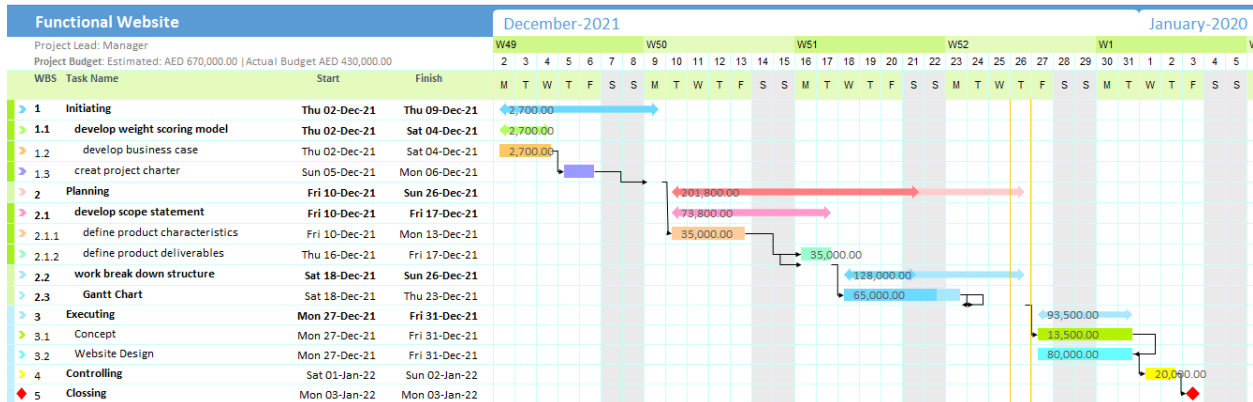 Functional Website December-2021 January-2020
Project Lead: Manager W49 W50 W51 W52 W1
Project Budget: Estimated: AED 670,000.00 | Actual Budget AED 430,000.00 2 3 4 5 6 7 8 9 10 11 12 13 14 15 16 17 18 19 20 21 22 23 24 25 26 27 28 29 30 31 1 2 3 4 5
WBS Task Name Start Finish M T W T F S S M T W T F S S M T W T F S S M T W T F S S M T W T F S S
1 Initiating Thu 02-Dec-21 Thu 09-Dec-21 2,700.00
1.1 develop weight scoring model Thu 02-Dec-21 Sat 04-Dec-21 2,700.00
1.2 develop business case Thu 02-Dec-21 Sat 04-Dec-21 2,700.00
1.3 creat project charter Sun 05-Dec-21 Mon 06-Dec-21
2 Planning Fri 10-Dec-21 Sun 26-Dec-21 201,800.00
2.1 develop scope statement Fri 10-Dec-21 Fri 17-Dec-21 73,800.00
2.1.1 define product characteristics Fri 10-Dec-21 Mon 13-Dec-21 35,000.00
2.1.2 define product deliverables Thu 16-Dec-21 Fri 17-Dec-21 35,000.00
2.2 work break down structure Sat 18-Dec-21 Sun 26-Dec-21 128,000.00
2.3 Gantt Chart Sat 18-Dec-21 Thu 23-Dec-21 65,000.00
3 Executing Mon 27-Dec-21 Fri 31-Dec-21 93,500.00
3.1 Concept Mon 27-Dec-21 Fri 31-Dec-21 13,500.00
3.2 Website Design Mon 27-Dec-21 Fri 31-Dec-21 80,000.00
4 Controlling Sat 01-Jan-22 Sun 02-Jan-22 20,000.00
5 Clossing Mon 03-Jan-22 Mon 03-Jan-22